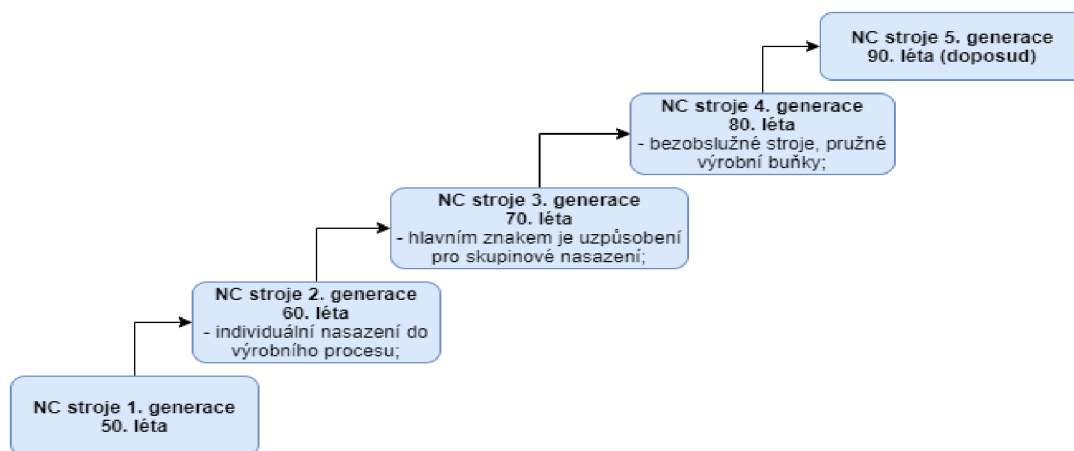 NC stroje 5. generace
90. léta (doposud)
NC stroje 4. generace
80. léta
- bezobslužné stroje, pružné
výrobní buňky;
NC stroje 3. generace
70. léta
- hlavním znakem je uzpůsobení
pro skupinové nasazení;
NC stroje 2. generace
60. léta
- individuální nasazení do
výrobního procesu;
NC stroje 1. generace
50. léta